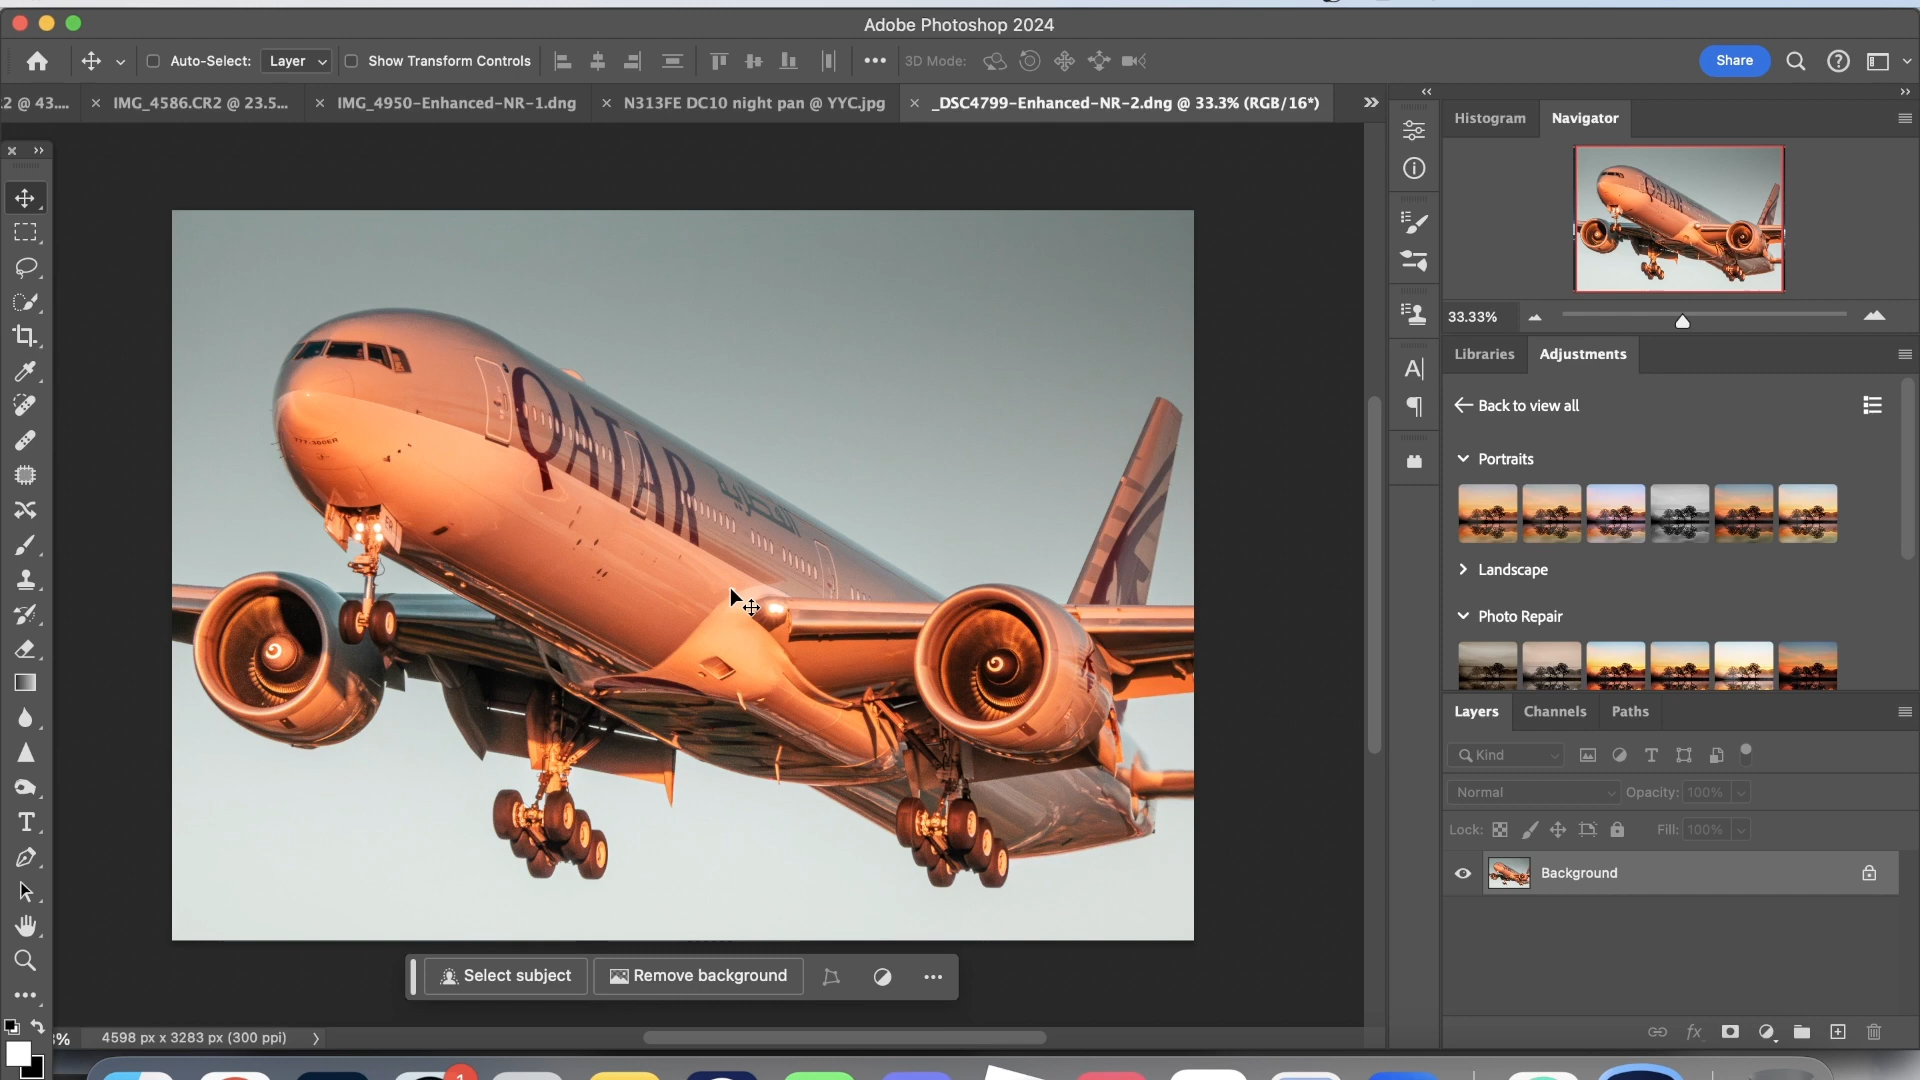 Adobe Photoshop 2024
Auto-Select: Layer Show Transform Controls 3D Mode: Share
2 @ 43.... IMG_4586.CR2 @ 23.5... IMG_4950-Enhanced-NR-1.dng N313FE DC10 night pan @ YYC.jpg _DSC4799-Enhanced-NR-2.dng @ 33.3% (RGB/16*)
Histogram Navigator
33.33%
Libraries Adjustments
Back to view all
Portraits
Landscape
Photo Repair
Layers Channels Paths
Kind
Normal Opacity: 100%
Lock: Fill: 100%
Background
777-300ER
QATAR
القطرية
Select subject Remove background
% 4598 px x 3283 px (300 ppi)
1